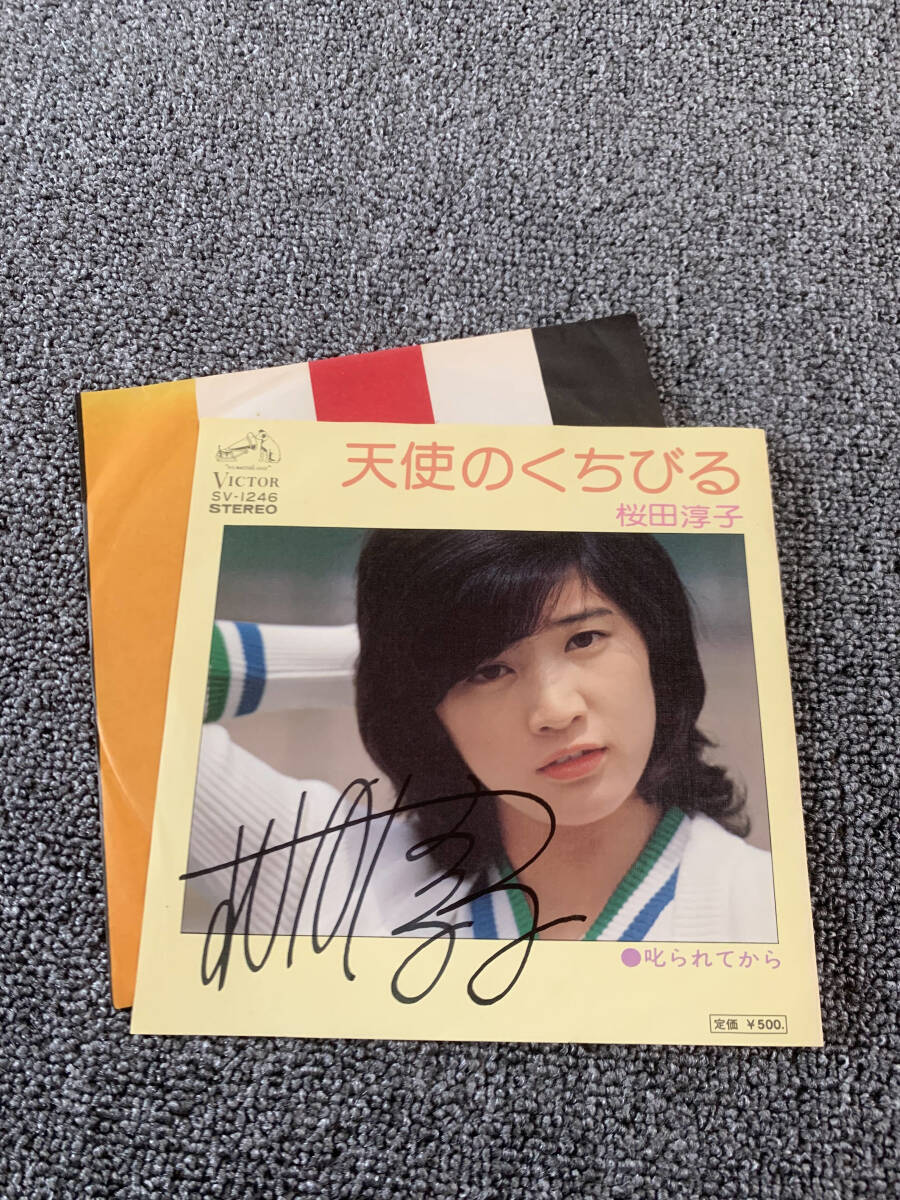 天使のくちびる
桜田淳子
VICTOR
SV-1246
STEREO
●叱られてから
定価 ¥500.